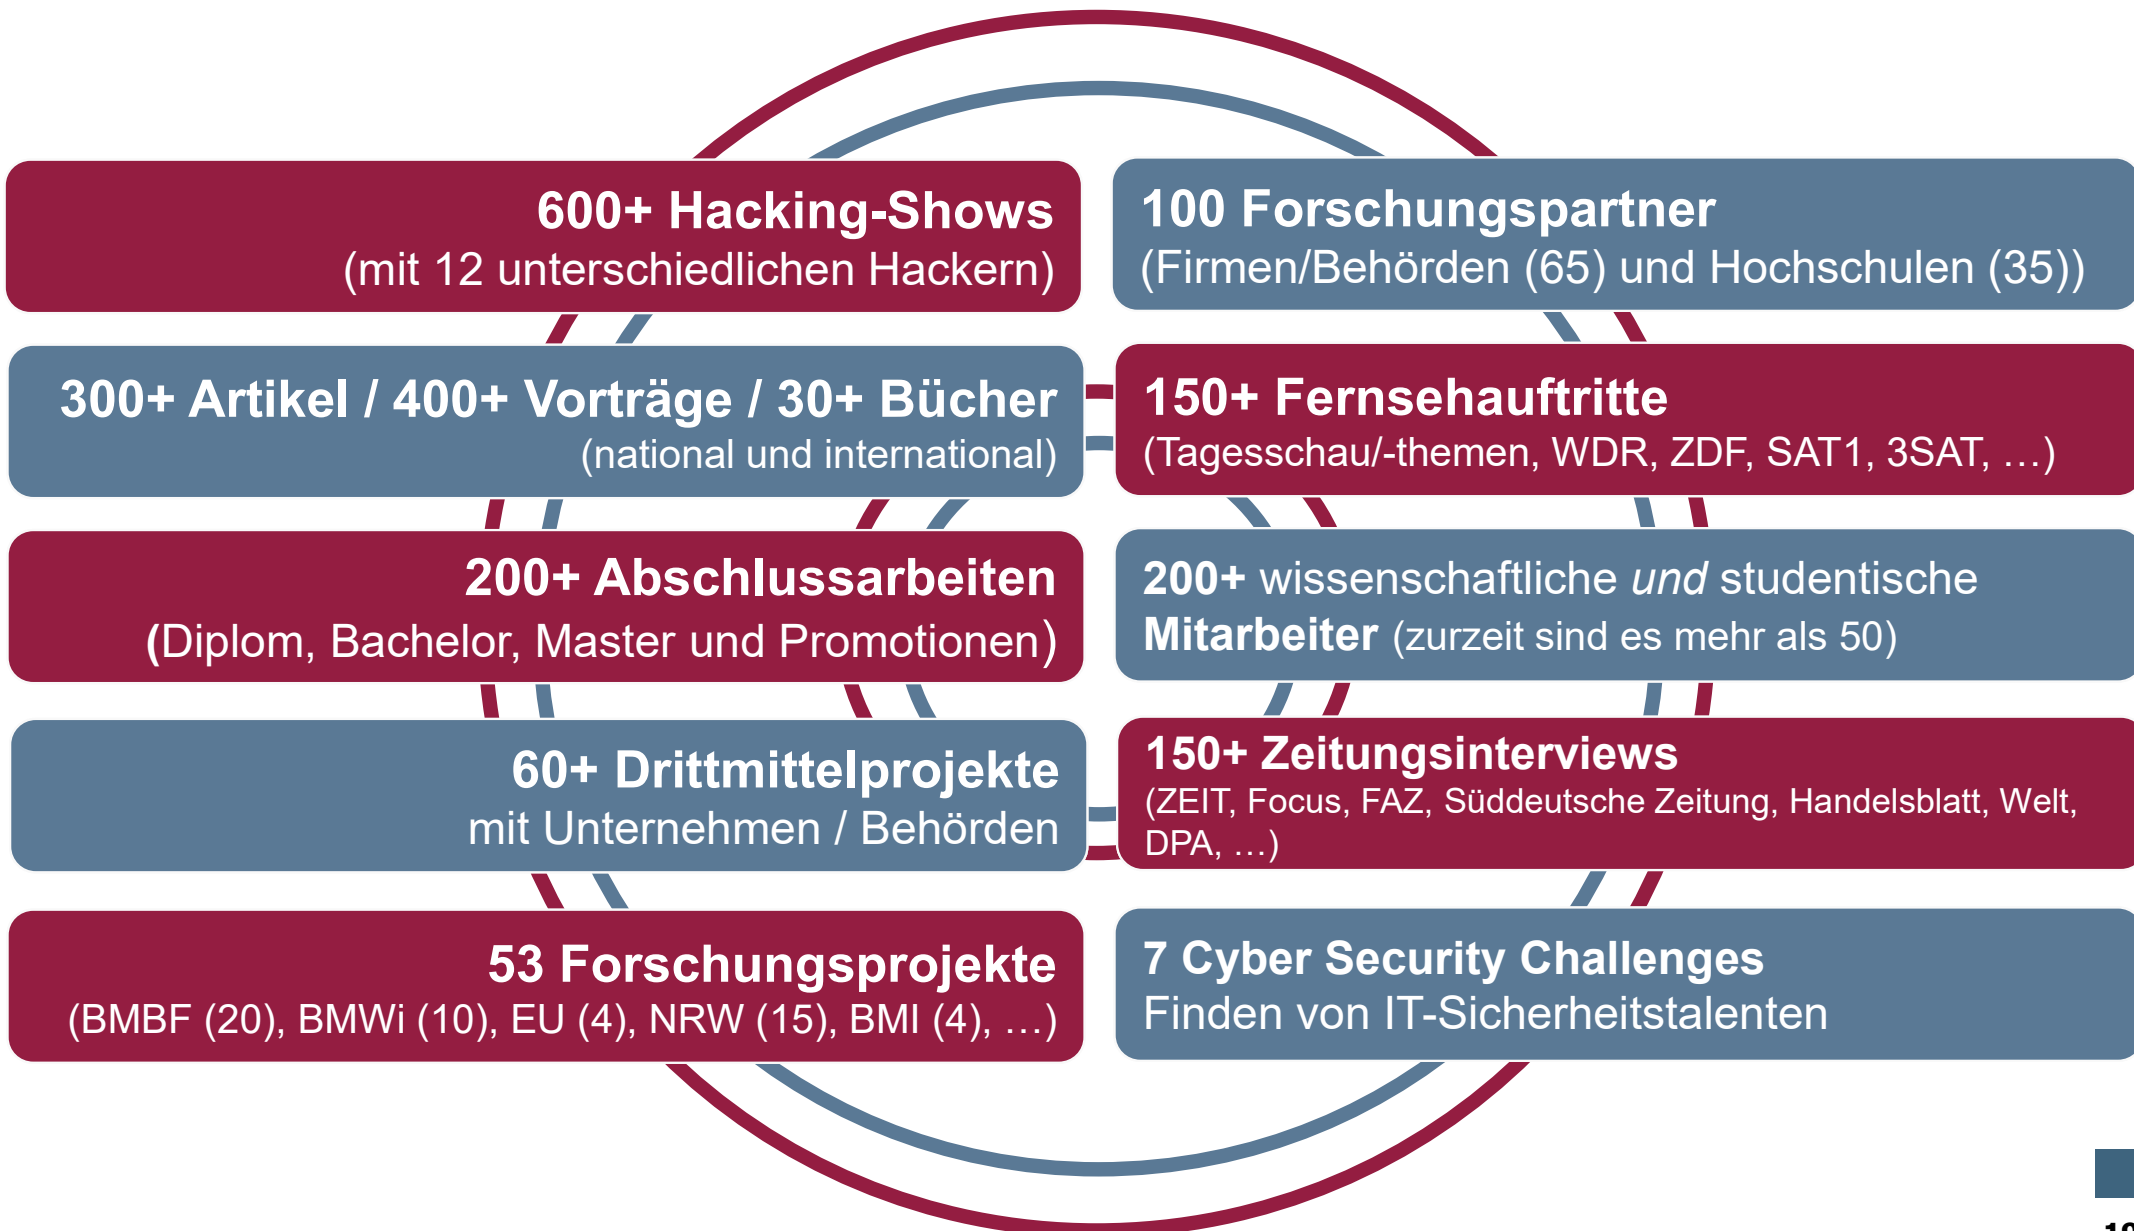 600+ Hacking-Shows
(mit 12 unterschiedlichen Hackern)
300+ Artikel / 400+ Vorträge / 30+ Bücher
(national und international)
200+ Abschlussarbeiten
(Diplom, Bachelor, Master und Promotionen)
60+ Drittmittelprojekte
mit Unternehmen / Behörden
53 Forschungsprojekte
(BMBF (20), BMWi (10), EU (4), NRW (15), BMI (4), …)
100 Forschungspartner
(Firmen/Behörden (65) und Hochschulen (35))
150+ Fernsehauftritte
(Tagesschau/-themen, WDR, ZDF, SAT1, 3SAT, …)
200+ wissenschaftliche und studentische
Mitarbeiter (zurzeit sind es mehr als 50)
150+ Zeitungsinterviews
(ZEIT, Focus, FAZ, Süddeutsche Zeitung, Handelsblatt, Welt,
DPA, …)
7 Cyber Security Challenges
Finden von IT-Sicherheitstalenten